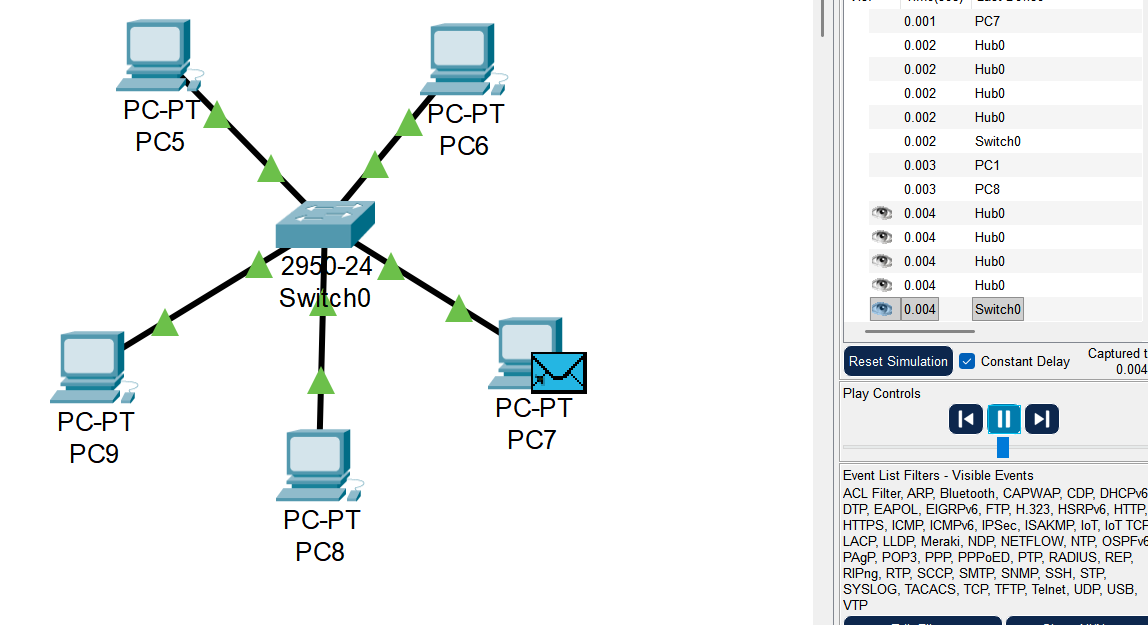 PC-PT
PC5
PC-PT
PC6
2950-24
Switch0
PC-PT
PC9
PC-PT
PC8
PC-PT
PC7
0.001 PC7
0.002 Hub0
0.002 Hub0
0.002 Hub0
0.002 Hub0
0.002 Switch0
0.003 PC1
0.003 PC8
0.004 Hub0
0.004 Hub0
0.004 Hub0
0.004 Hub0
0.004 Switch0
Reset Simulation
Constant Delay
Captured t
0.004
Play Controls
Event List Filters - Visible Events
ACL Filter, ARP, Bluetooth, CAPWAP, CDP, DHCPv6
DTP, EAPOL, EIGRPv6, FTP, H.323, HSRPv6, HTTP,
HTTPS, ICMP, ICMPv6, IPSec, ISAKMP, IoT, IoT TCP
LACP, LLDP, Meraki, NDP, NETFLOW, NTP, OSPFv6
PAgP, POP3, PPP, PPPoED, PTP, RADIUS, REP,
RIPng, RTP, SCCP, SMTP, SNMP, SSH, STP,
SYSLOG, TACACS, TCP, TFTP, Telnet, UDP, USB,
VTP